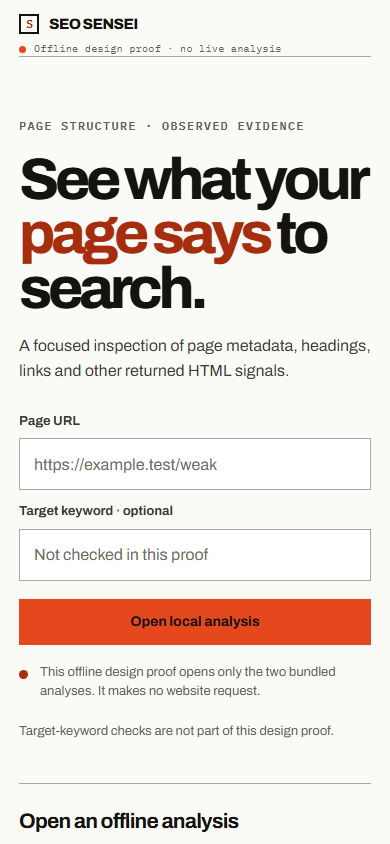 S SEO SENSEI
Offline design proof · no live analysis
PAGE STRUCTURE · OBSERVED EVIDENCE
See what your
page says to
search.
A focused inspection of page metadata, headings,
links and other returned HTML signals.
Page URL
https://example.test/weak
Target keyword · optional
Not checked in this proof
Open local analysis
This offline design proof opens only the two bundled
analyses. It makes no website request.
Target-keyword checks are not part of this design proof.
Open an offline analysis